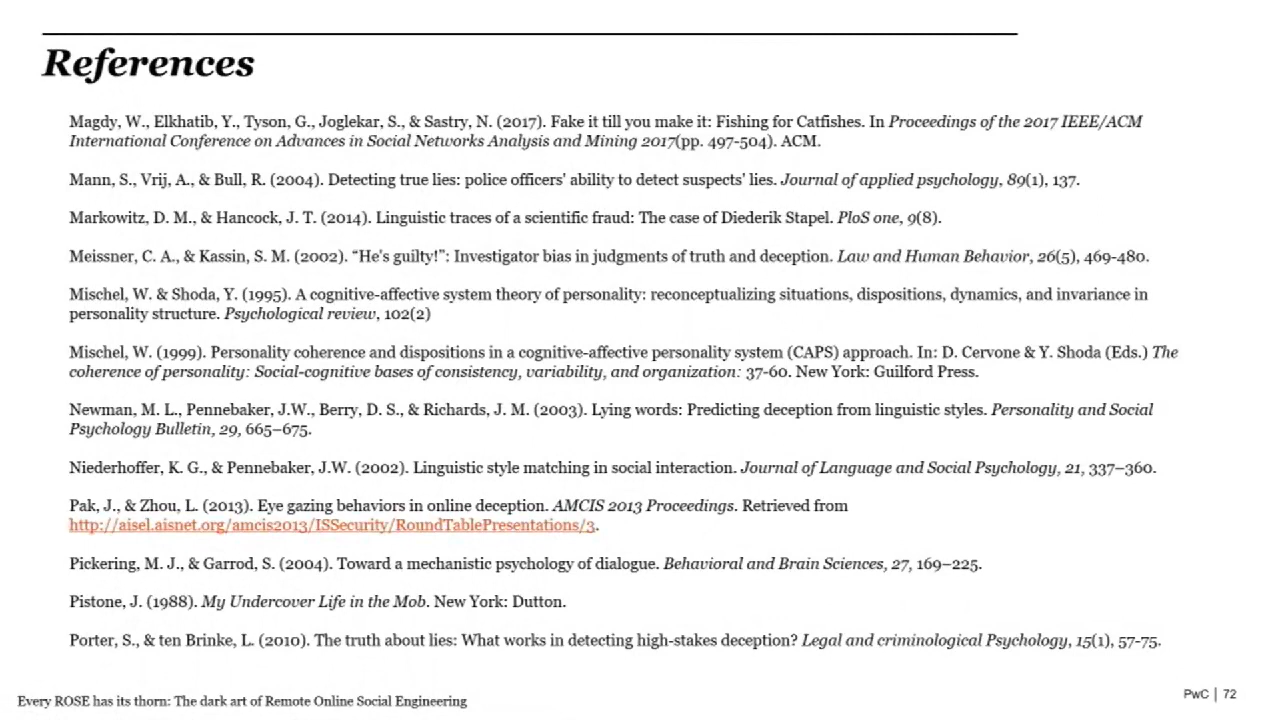 References
Magdy, W., Elkhatib, Y., Tyson, G., Joglekar, S., & Sastry, N. (2017). Fake it till you make it: Fishing for Catfishes. In Proceedings of the 2017 IEEE/ACM
International Conference on Advances in Social Networks Analysis and Mining 2017(pp. 497-504). ACM.
Mann, S., Vrij, A., & Bull, R. (2004). Detecting true lies: police officers' ability to detect suspects' lies. Journal of applied psychology, 89(1), 137.
Markowitz, D. M., & Hancock, J. T. (2014). Linguistic traces of a scientific fraud: The case of Diederik Stapel. PloS one, 9(8).
Meissner, C. A., & Kassin, S. M. (2002). “He's guilty!”: Investigator bias in judgments of truth and deception. Law and Human Behavior, 26(5), 469-480.
Mischel, W. & Shoda, Y. (1995). A cognitive-affective system theory of personality: reconceptualizing situations, dispositions, dynamics, and invariance in
personality structure. Psychological review, 102(2)
Mischel, W. (1999). Personality coherence and dispositions in a cognitive-affective personality system (CAPS) approach. In: D. Cervone & Y. Shoda (Eds.) The
coherence of personality: Social-cognitive bases of consistency, variability, and organization: 37-60. New York: Guilford Press.
Newman, M. L., Pennebaker, J.W., Berry, D. S., & Richards, J. M. (2003). Lying words: Predicting deception from linguistic styles. Personality and Social
Psychology Bulletin, 29, 665–675.
Niederhoffer, K. G., & Pennebaker, J.W. (2002). Linguistic style matching in social interaction. Journal of Language and Social Psychology, 21, 337–360.
Pak, J., & Zhou, L. (2013). Eye gazing behaviors in online deception. AMCIS 2013 Proceedings. Retrieved from
http://aisel.aisnet.org/amcis2013/ISSecurity/RoundTablePresentations/3.
Pickering, M. J., & Garrod, S. (2004). Toward a mechanistic psychology of dialogue. Behavioral and Brain Sciences, 27, 169–225.
Pistone, J. (1988). My Undercover Life in the Mob. New York: Dutton.
Porter, S., & ten Brinke, L. (2010). The truth about lies: What works in detecting high-stakes deception? Legal and criminological Psychology, 15(1), 57-75.
Every ROSE has its thorn: The dark art of Remote Online Social Engineering
PwC | 72